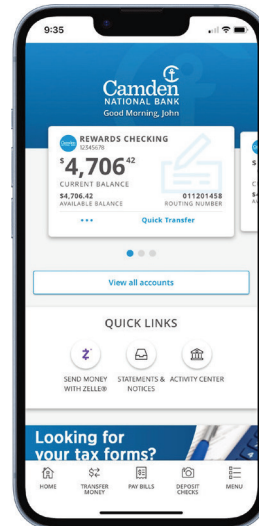 9:35
Camden
NATIONAL BANK
Good Morning, John
REWARDS CHECKING
12345678
$4,706 42
CURRENT BALANCE
$4,706.42 011201458
AVAILABLE BALANCE ROUTING NUMBER
Quick Transfer
View all accounts
QUICK LINKS
SEND MONEY WITH ZELLE®
STATEMENTS & NOTICES
ACTIVITY CENTER
Looking for
your tax forms?
HOME TRANSFER MONEY PAY BILLS DEPOSIT CHECKS MENU